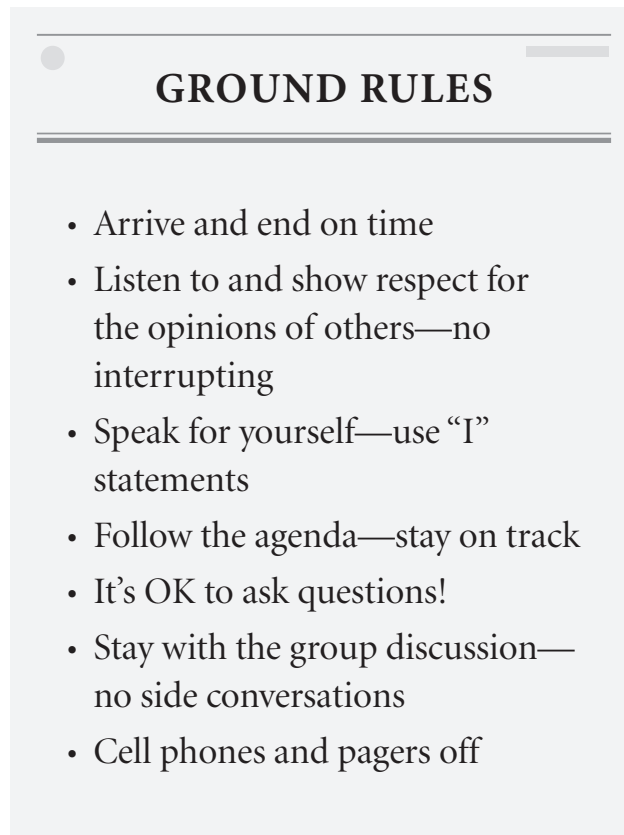 GROUND RULES
• Arrive and end on time
• Listen to and show respect for
the opinions of others—no
interrupting
• Speak for yourself—use “I”
statements
• Follow the agenda—stay on track
• It’s OK to ask questions!
• Stay with the group discussion—
no side conversations
• Cell phones and pagers off